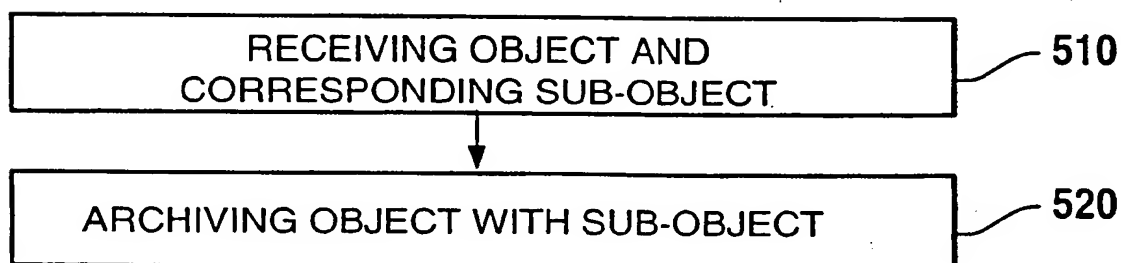 RECEIVING OBJECT AND
CORRESPONDING SUB-OBJECT
510
ARCHIVING OBJECT WITH SUB-OBJECT
520